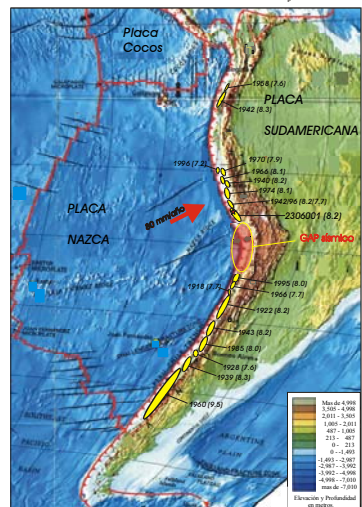 Placa
Cocos
1958 (7.6)
PLACA
1942 (8.3)
SUDAMERICANA
1970 (7.9)
1996 (7.2)
1966 (8.1)
1940 (8.2)
1974 (8.1)
1942/96 (8.2/7.7)
PLACA
80 mm/año
2306001 (8.2)
NAZCA
GAP sísmico
1995 (8.0)
1918 (7.7)
1966 (7.7)
1922 (8.2)
1943 (8.2)
1985 (8.0)
1928 (7.6)
1939 (8.3)
1960 (9.5)
ARGENTINE
PLAIN
PACIFIC
BASIN
Mas de 4,998
3,505 - 4,998
2,011 - 3,505
1,005 - 2,011
487 - 1,005
213 - 487
0 - 213
0 - -1,493
-1,493 - -2,987
-2,987 - -3,992
-3,992 - -4,998
-4,998 - -7,010
mas de -7,010
Elevación y Profundidad
en metros.